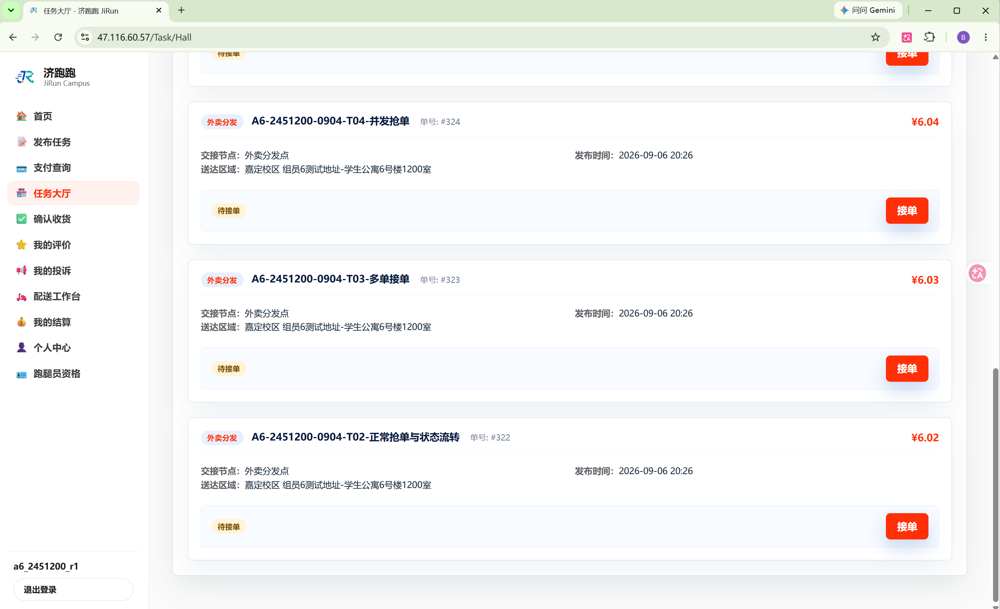 任务大厅 - 济跑跑 JiRun
问问 Gemini
47.116.60.57/Task/Hall
B
济跑跑
JiRun Campus
首页
发布任务
支付查询
任务大厅
确认收货
我的评价
我的投诉
配送工作台
我的结算
个人中心
跑腿员资格
a6_2451200_r1
退出登录
待接单
接单
外卖分发 A6-2451200-0904-T04-并发抢单 单号: #324 ¥6.04
交接节点：外卖分发点 发布时间：2026-09-06 20:26
送达区域：嘉定校区 组员6测试地址-学生公寓6号楼1200室
待接单 接单
外卖分发 A6-2451200-0904-T03-多单接单 单号: #323 ¥6.03
交接节点：外卖分发点 发布时间：2026-09-06 20:26
送达区域：嘉定校区 组员6测试地址-学生公寓6号楼1200室
待接单 接单
外卖分发 A6-2451200-0904-T02-正常抢单与状态流转 单号: #322 ¥6.02
交接节点：外卖分发点 发布时间：2026-09-06 20:26
送达区域：嘉定校区 组员6测试地址-学生公寓6号楼1200室
待接单 接单